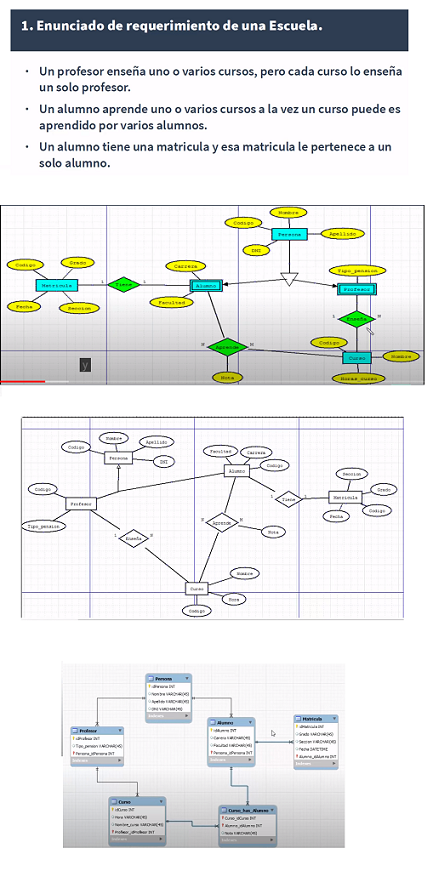 1. Enunciado de requerimiento de una Escuela.
· Un profesor enseña uno o varios cursos, pero cada curso lo enseña
un solo profesor.
· Un alumno aprende uno o varios cursos a la vez un curso puede es
aprendido por varios alumnos.
· Un alumno tiene una matricula y esa matricula le pertenece a un
solo alumno.
Nombre
Codigo
Apellido
Persona
DNI
Codigo
Grado
Carrera
Tipo_pension
Matricula
1
Tiene
1
Alumno
Profesor
Fecha
Seccion
Facultad
1
Enseña
N
Codigo
Aprende
Curso
Nombre
Nota
y
Nombre
Codigo
Apellido
Persona
DNI
Facultad
Carrera
Alumno
Codigo
Seccion
Codigo
Profesor
Tipo_pension
1
Tiene
1
Matricula
Grado
Codigo
Fecha
1
Enseña
N
Aprende
Nota
Curso
Nombre
Hora
Codigo
Persona
idPersona INT
Nombre VARCHAR(45)
Apellido VARCHAR(45)
DNI VARCHAR(45)
Indexes
Profesor
idProfesor INT
Tipo_pension VARCHAR(45)
Persona_idPersona INT
Indexes
Alumno
idAlumno INT
Carrera VARCHAR(45)
Facultad VARCHAR(45)
Persona_idPersona INT
Indexes
Matricula
idMatricula INT
Grado VARCHAR(45)
Seccion VARCHAR(45)
Fecha DATETIME
Alumno_idAlumno INT
Indexes
Curso
idCurso INT
Hora VARCHAR(45)
Nombre_curso VARCHAR(45)
Profesor_idProfesor INT
Indexes
Curso_has_Alumno
Curso_idCurso INT
Alumno_idAlumno INT
Nota VARCHAR(45)
Indexes